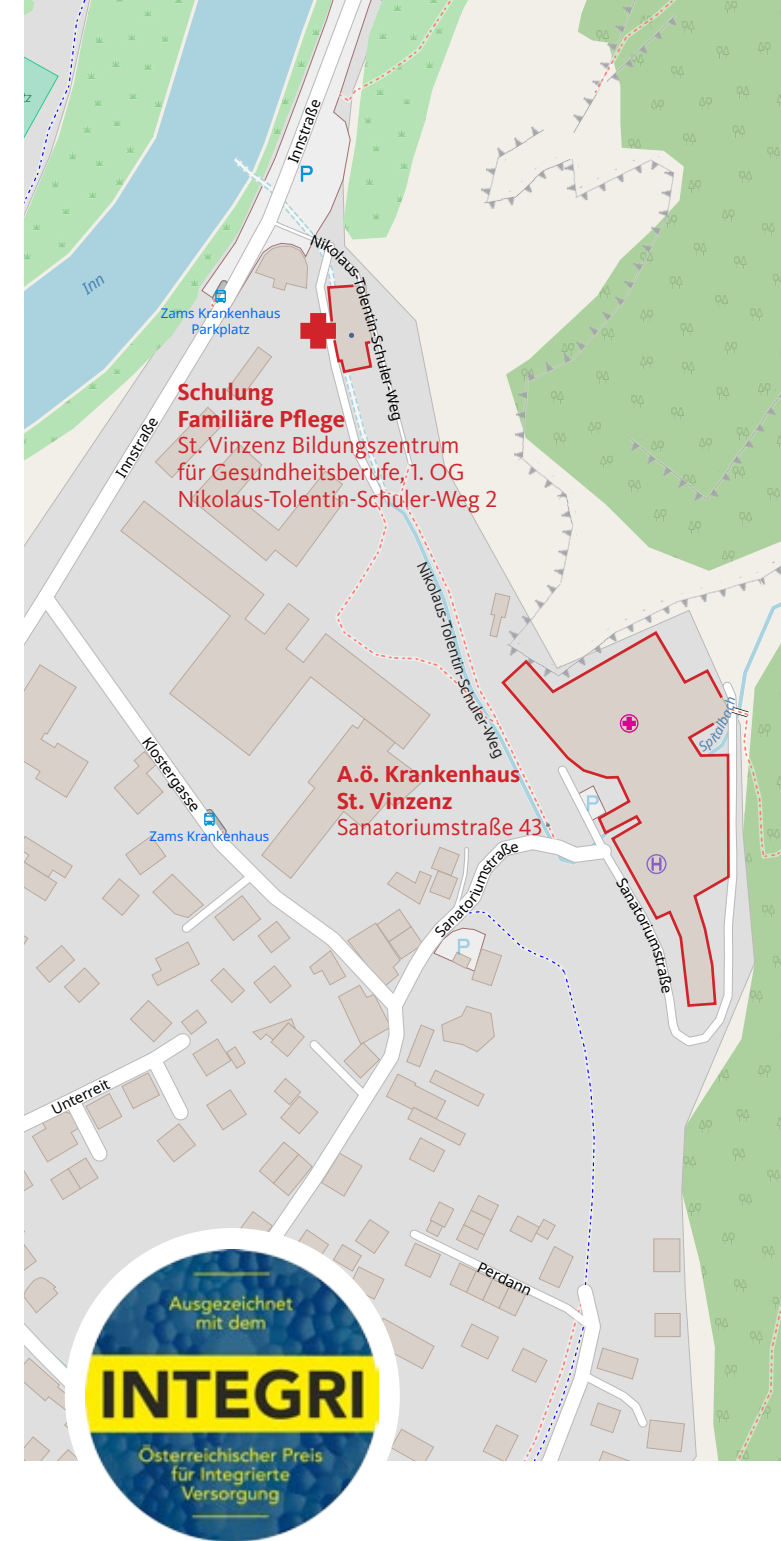 Innstraße
P
tz
Nikolaus-Tolentin-Schuler-Weg
Inn
Zams Krankenhaus
Parkplatz
Schulung
Familiäre Pflege
St. Vinzenz Bildungszentrum
für Gesundheitsberufe, 1. OG
Nikolaus-Tolentin-Schuler-Weg 2
Innstraße
Nikolaus-Tolentin-Schuler-Weg
Spitalbach
Klostergasse
A.ö. Krankenhaus
St. Vinzenz
Sanatoriumstraße 43
P
Zams Krankenhaus
Sanatoriumstraße
H
Sanatoriumstraße
P
Unterreit
Perdann
Ausgezeichnet
mit dem
INTEGRI
Österreichischer Preis
für Integrierte
Versorgung